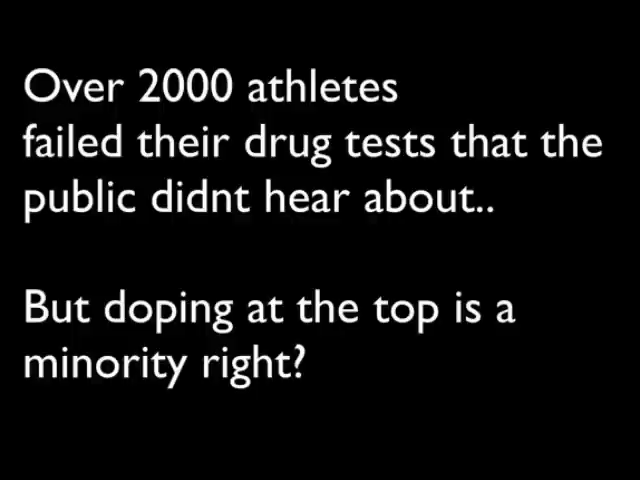 Over 2000 athletes
failed their drug tests that the
public didnt hear about..
But doping at the top is a
minority right?